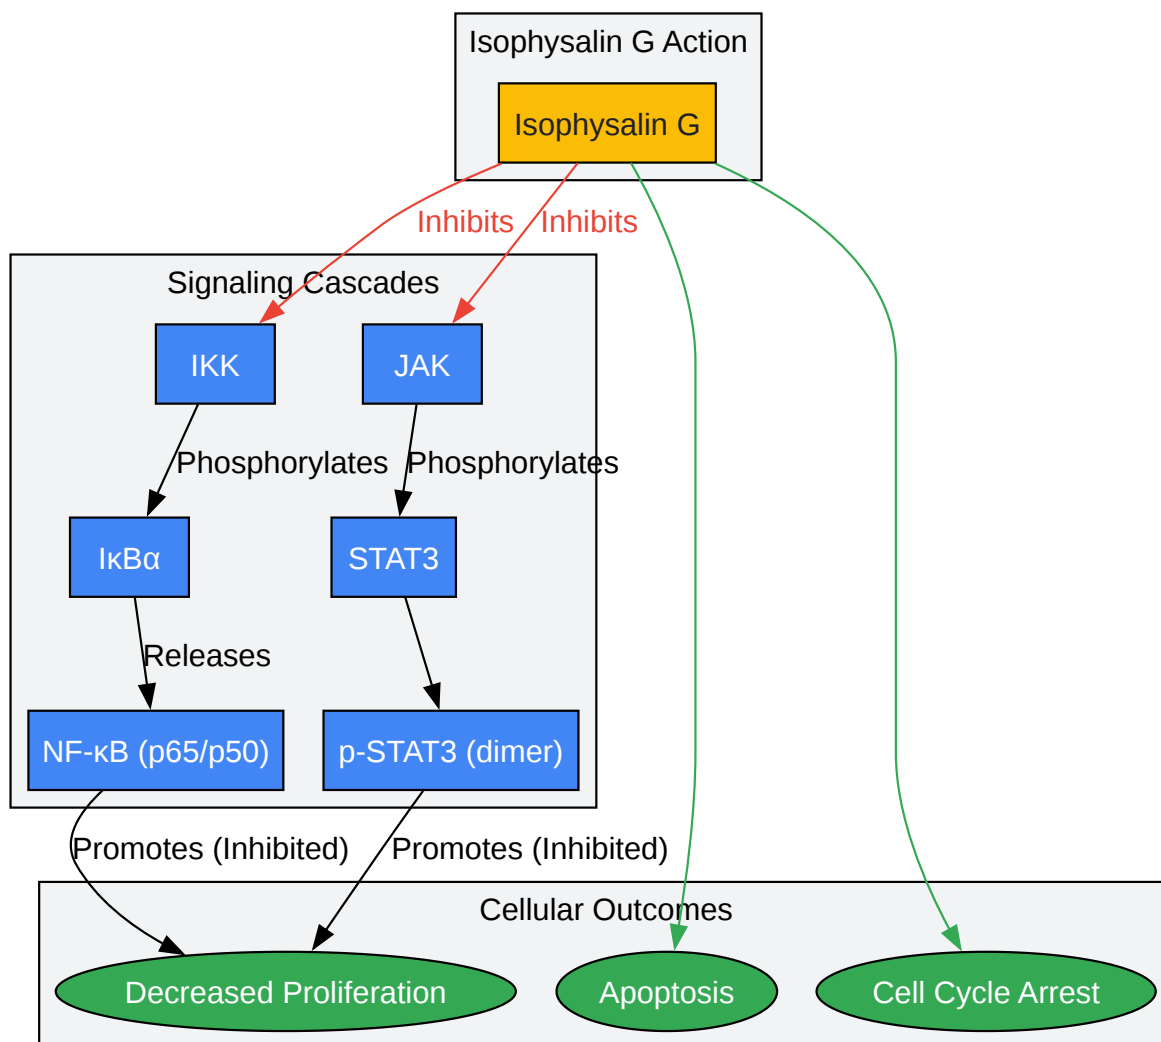 Isophysalin G Action
Isophysalin G
Inhibits
Inhibits
Signaling Cascades
IKK
JAK
Phosphorylates
Phosphorylates
IκBα
STAT3
Releases
NF-κB (p65/p50)
p-STAT3 (dimer)
Promotes (Inhibited)
Promotes (Inhibited)
Cellular Outcomes
Decreased Proliferation
Apoptosis
Cell Cycle Arrest